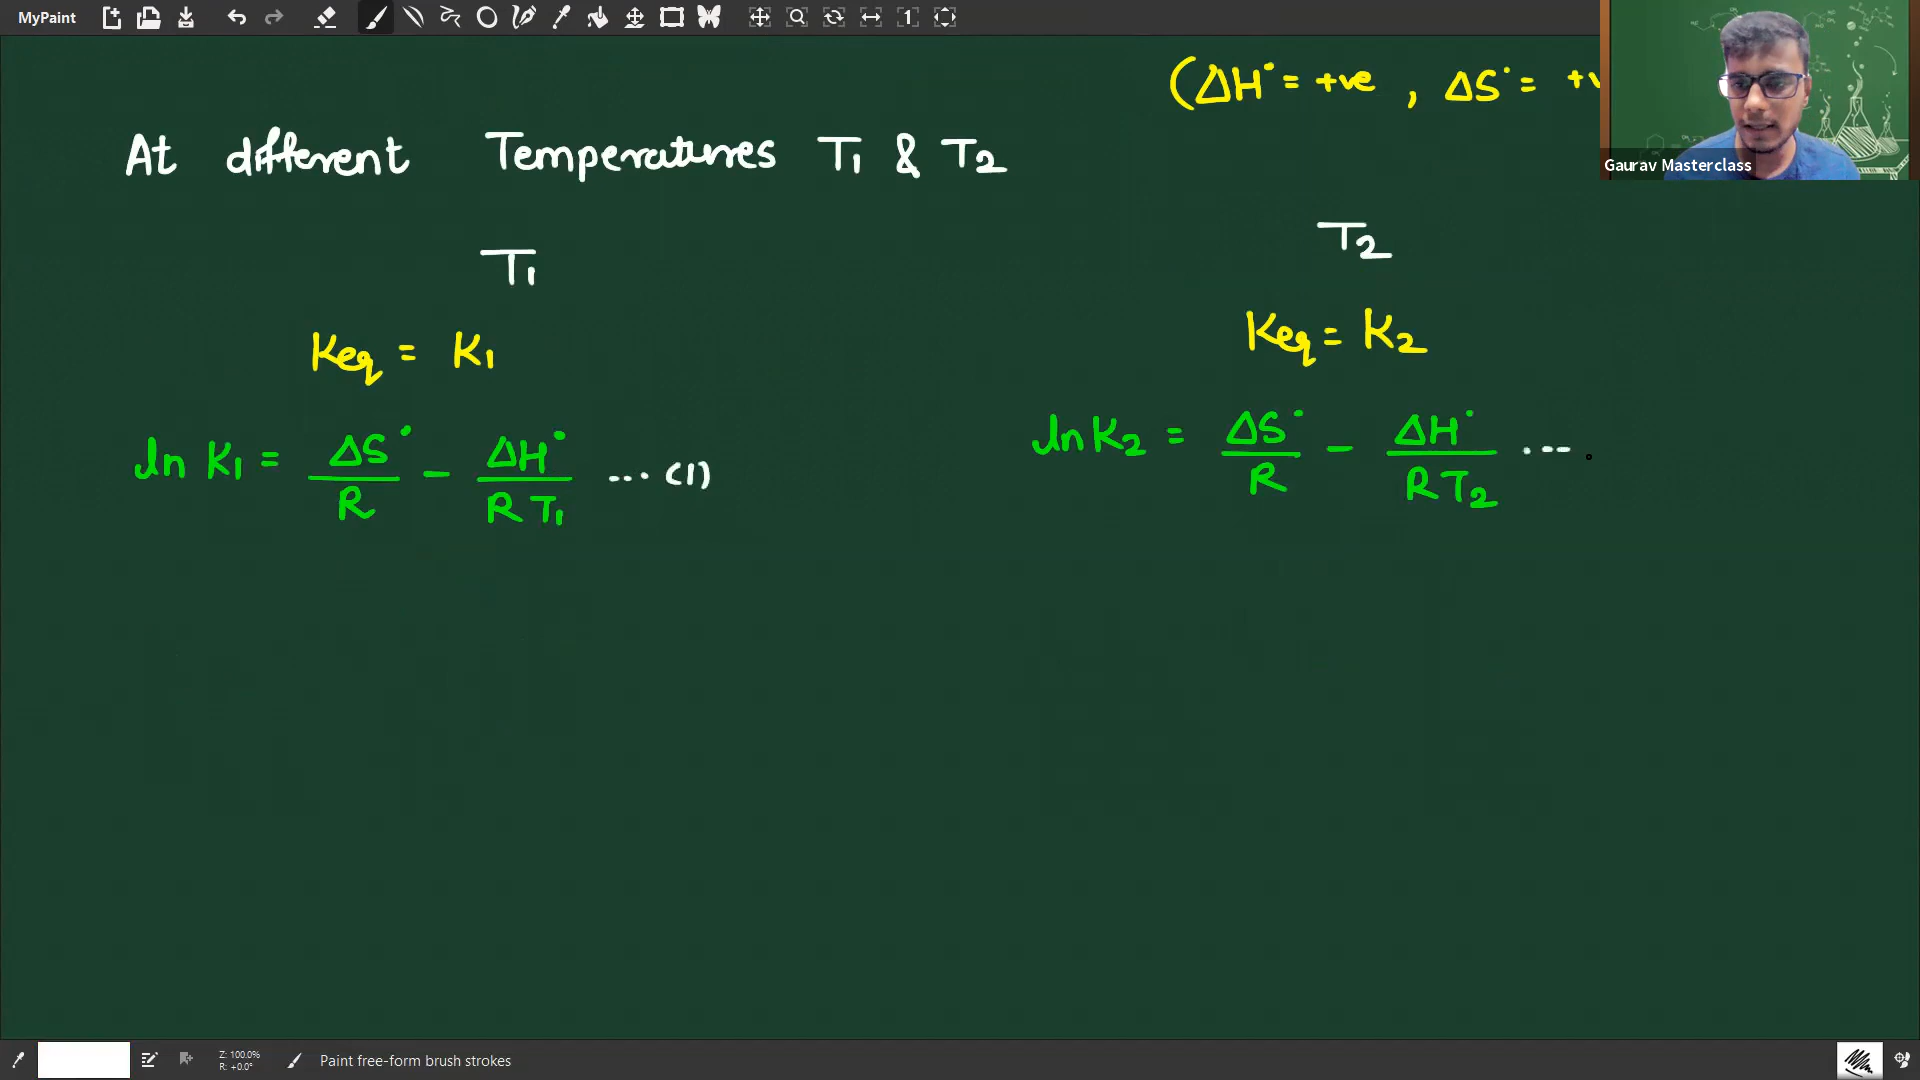 MyPaint
(ΔH° = +ve , ΔS° = +v
Gaurav Masterclass
At different Temperatures T₁ & T₂
T₁
T₂
Keq = K₁
Keq = K₂
ln K₁ = ΔS°/R - ΔH°/RT₁ ... (1)
ln K₂ = ΔS°/R - ΔH°/RT₂ ...
Z: 100.0%
R: +0.0°
Paint free-form brush strokes